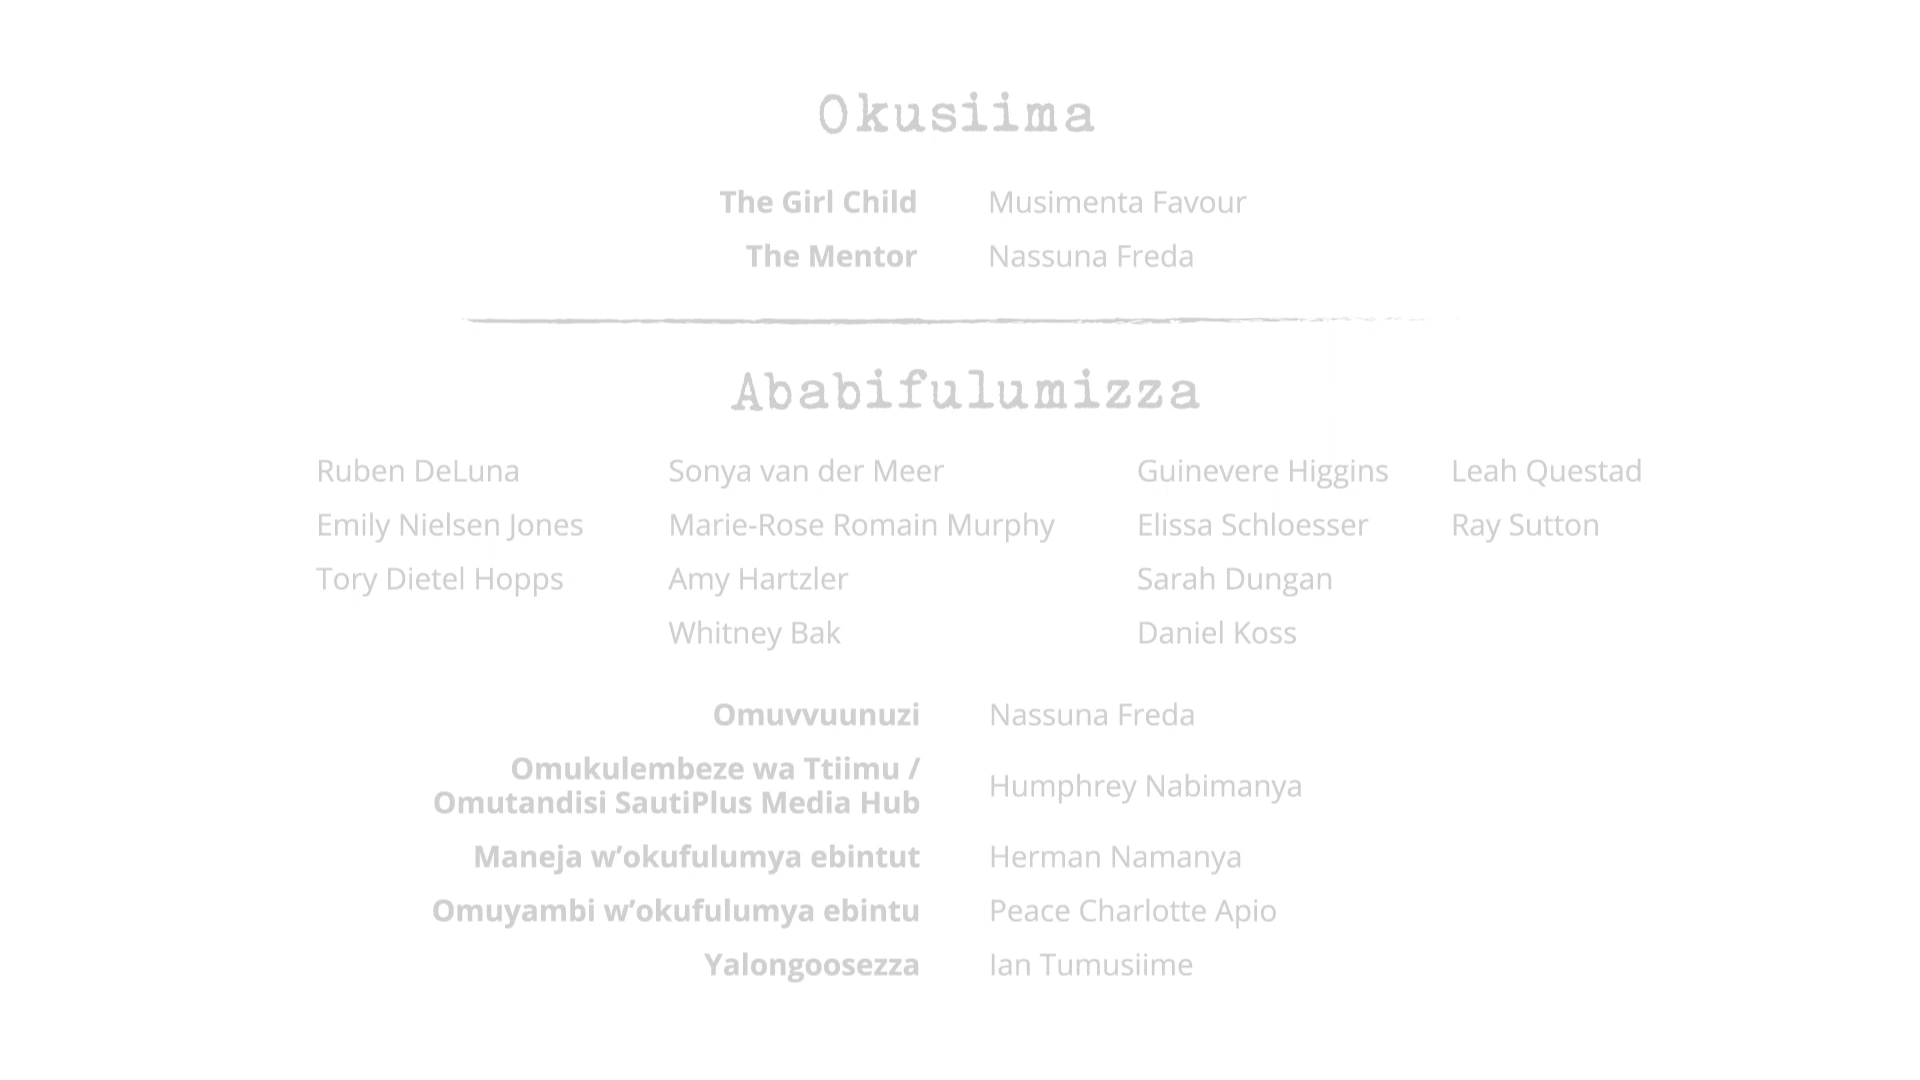 Okusiima
The Girl Child Musimenta Favour
The Mentor Nassuna Freda
Ababifulumizza
Ruben DeLuna Sonya van der Meer Guinevere Higgins Leah Questad
Emily Nielsen Jones Marie-Rose Romain Murphy Elissa Schloesser Ray Sutton
Tory Dietel Hopps Amy Hartzler Sarah Dungan
Whitney Bak Daniel Koss
Omuvvuunuzi Nassuna Freda
Omukulembeze wa Ttiimu /
Omutandisi SautiPlus Media Hub Humphrey Nabimanya
Maneja w’okufulumya ebintut Herman Namanya
Omuyambi w’okufulumya ebintu Peace Charlotte Apio
Yalongoosezza Ian Tumusiime